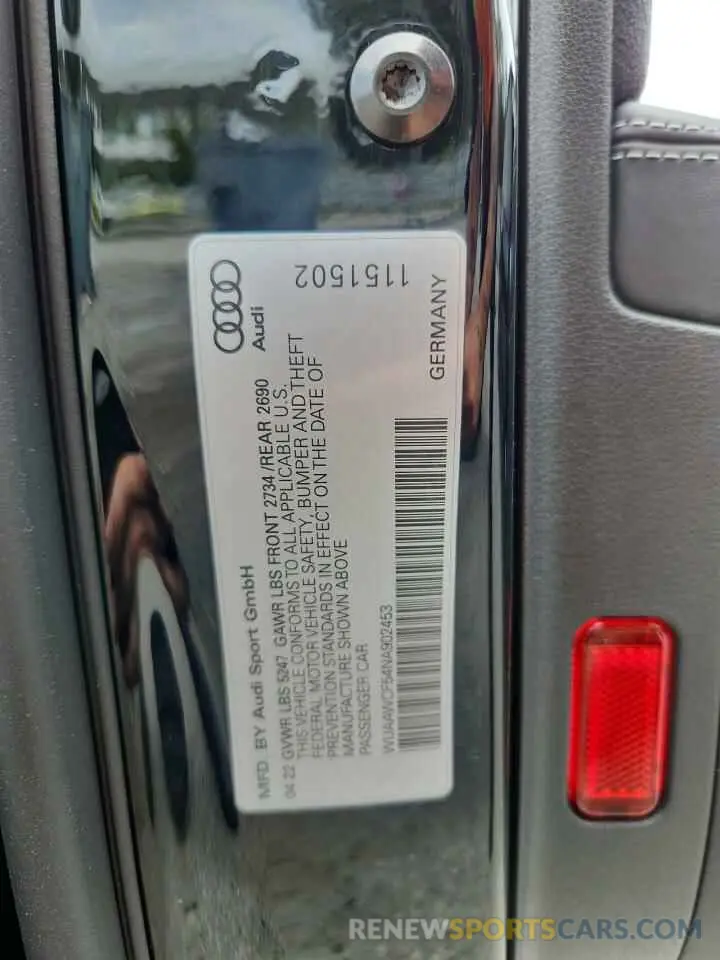 Audi
1151502
MFD. BY Audi Sport GmbH
04 22 GVWR LBS 5247 GAWR LBS FRONT 2734/REAR 2690
THIS VEHICLE CONFORMS TO ALL APPLICABLE U.S.
FEDERAL MOTOR VEHICLE SAFETY, BUMPER AND THEFT
PREVENTION STANDARDS IN EFFECT ON THE DATE OF
MANUFACTURE SHOWN ABOVE
PASSENGER CAR
WUAAWCF54NA902453
GERMANY
RENEWSPORTSCARS.COM